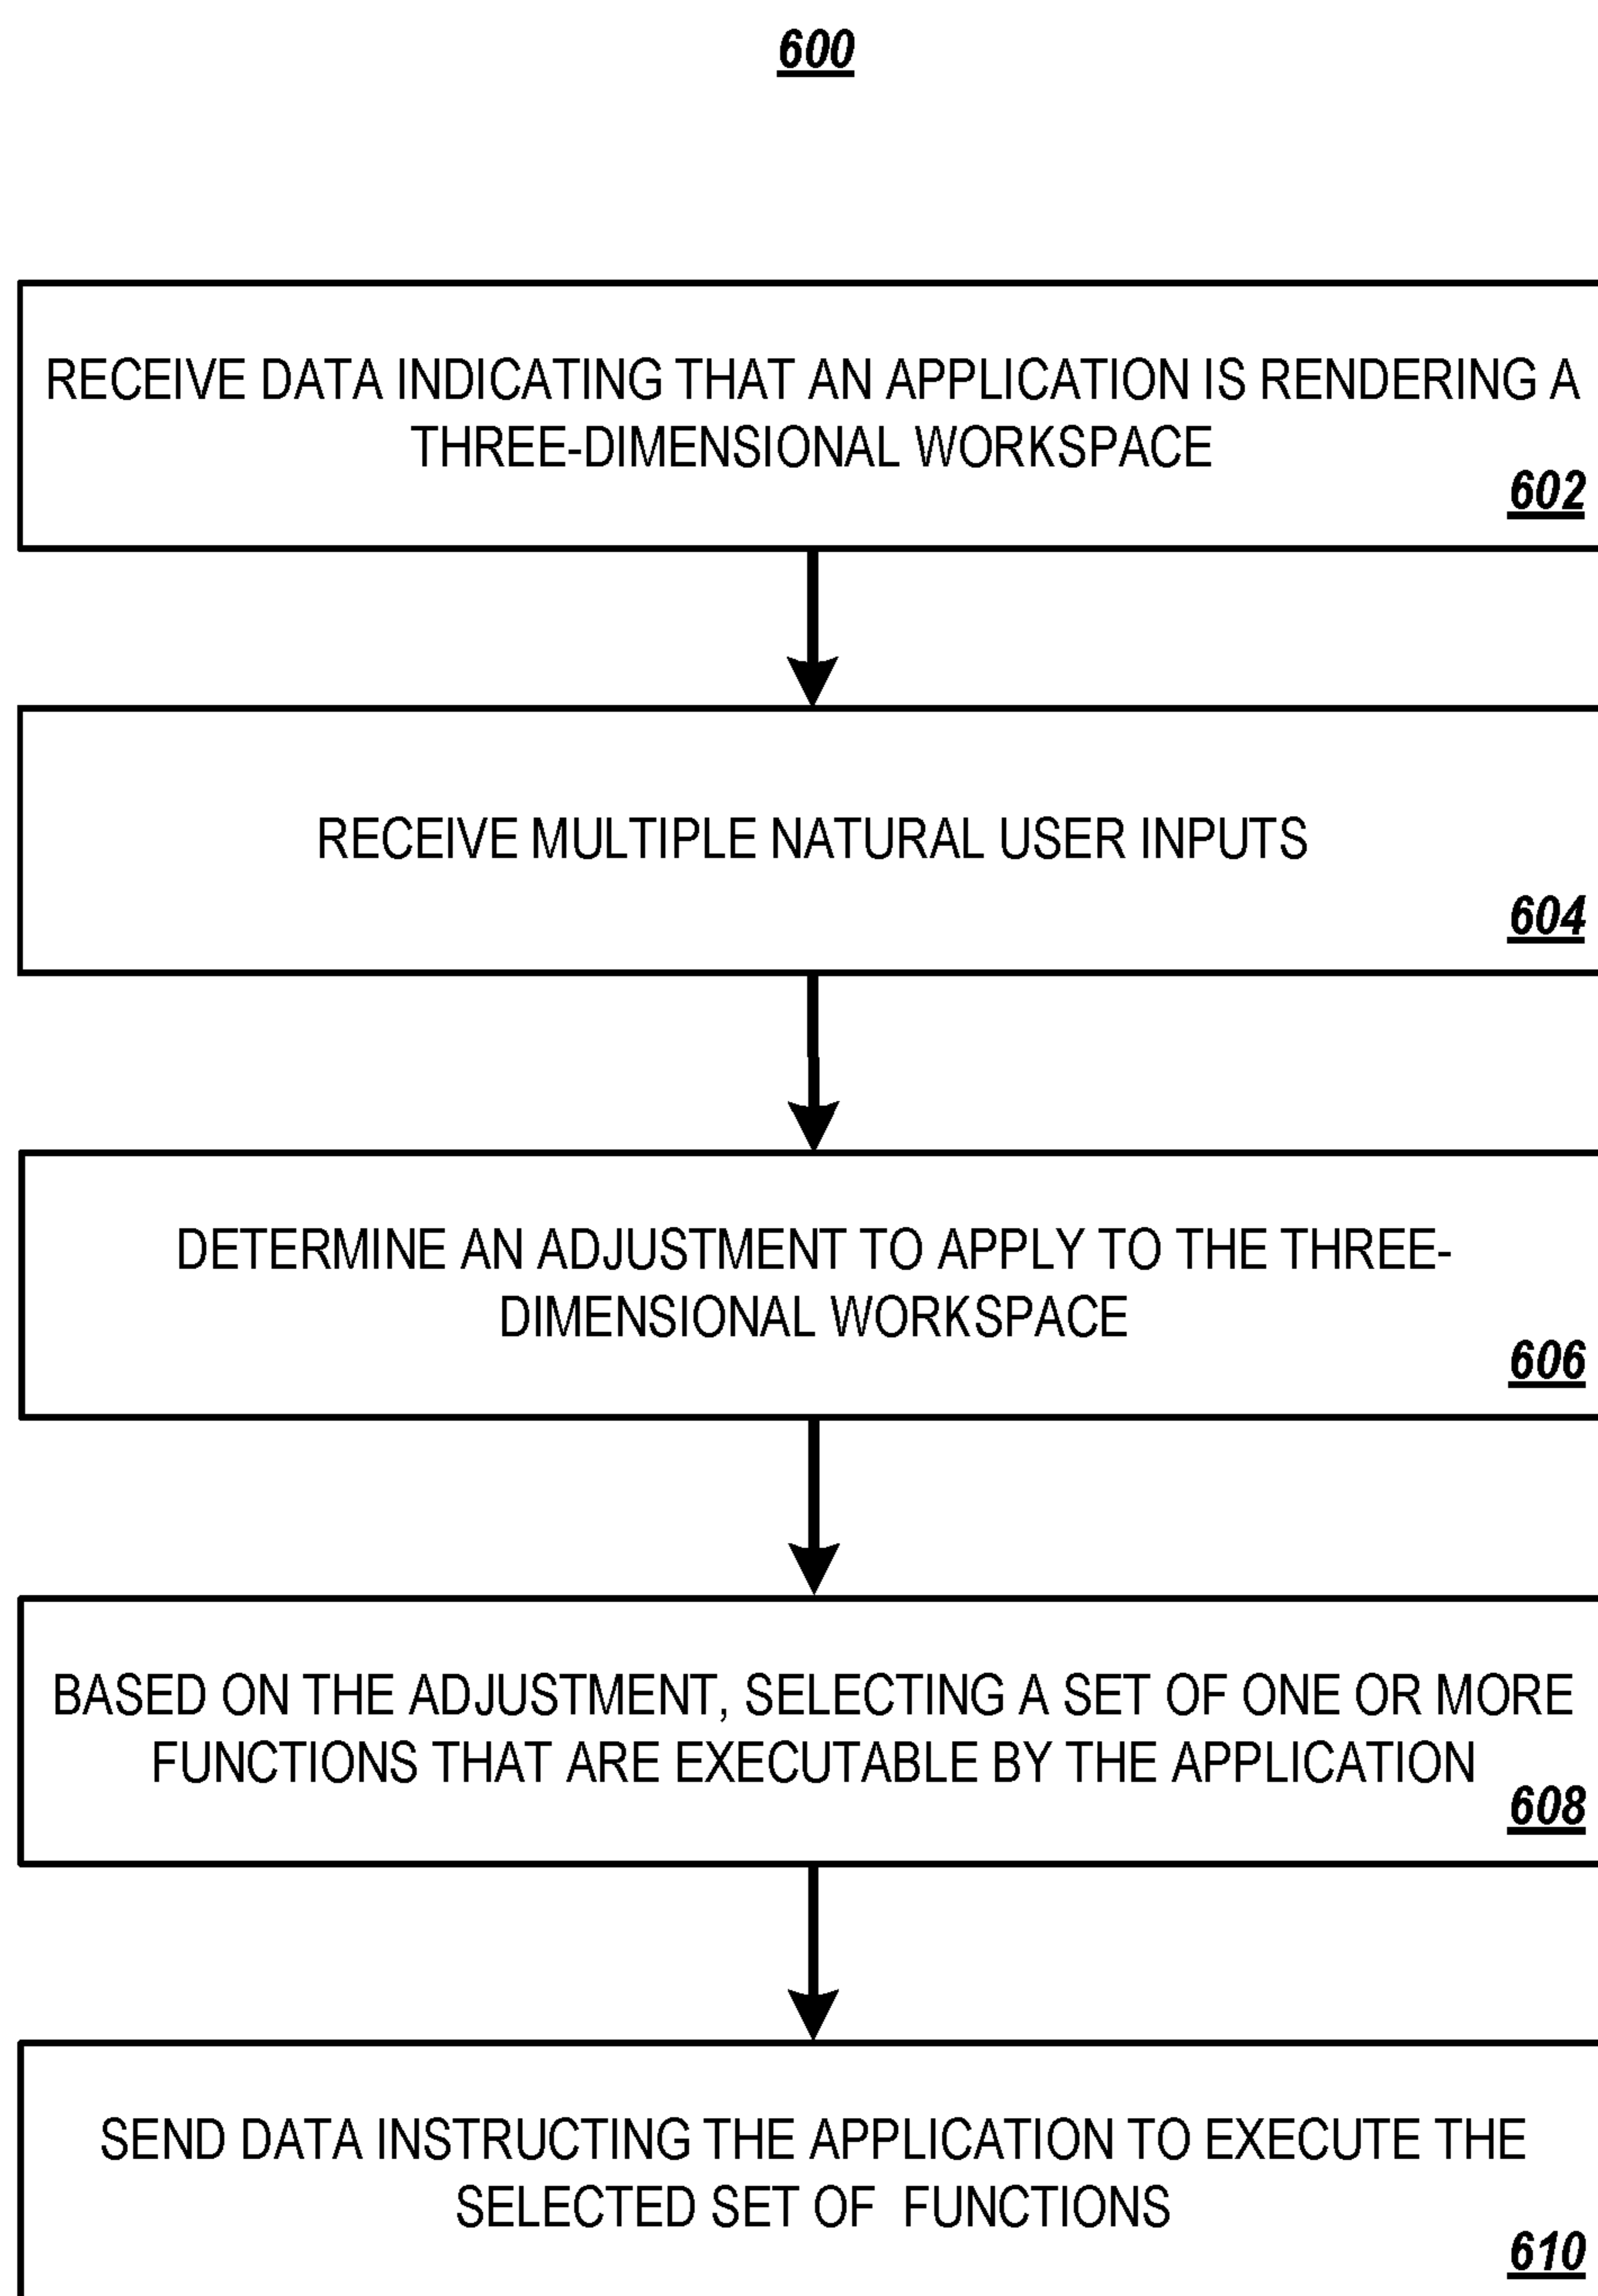 600
RECEIVE DATA INDICATING THAT AN APPLICATION IS RENDERING A
THREE-DIMENSIONAL WORKSPACE
602
RECEIVE MULTIPLE NATURAL USER INPUTS
604
DETERMINE AN ADJUSTMENT TO APPLY TO THE THREE-
DIMENSIONAL WORKSPACE
606
BASED ON THE ADJUSTMENT, SELECTING A SET OF ONE OR MORE
FUNCTIONS THAT ARE EXECUTABLE BY THE APPLICATION
608
SEND DATA INSTRUCTING THE APPLICATION TO EXECUTE THE
SELECTED SET OF FUNCTIONS
610